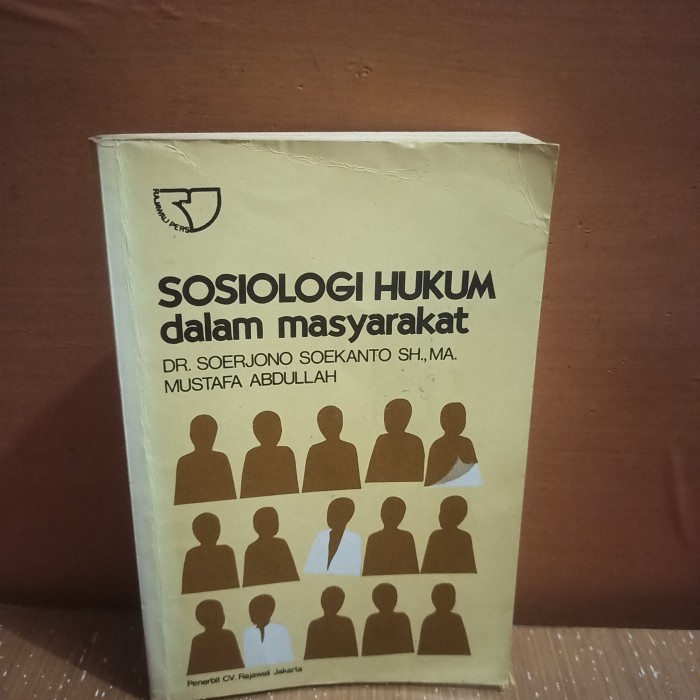 RAJAWALI PERS
SOSIOLOGI HUKUM
dalam masyarakat
DR. SOERJONO SOEKANTO SH., MA.
MUSTAFA ABDULLAH
Penerbit CV. Rajawali Jakarta